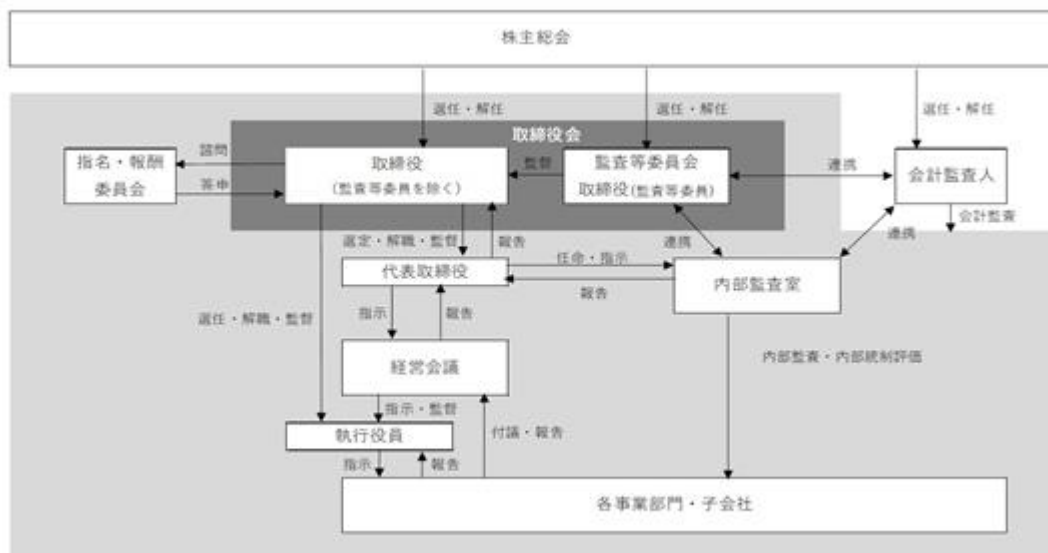 株主総会
選任・解任
選任・解任
選任・解任
取締役会
指名・報酬
委員会
諮問
答申
取締役
(監査等委員を除く)
監督
監査等委員会
取締役(監査等委員)
連携
会計監査人
会計監査
選定・解職・監督
報告
連携
連携
代表取締役
任命・指示
報告
内部監査室
指示
報告
選任・解職・監督
経営会議
内部監査・内部統制評価
指示・監督
執行役員
付議・報告
指示
報告
各事業部門・子会社